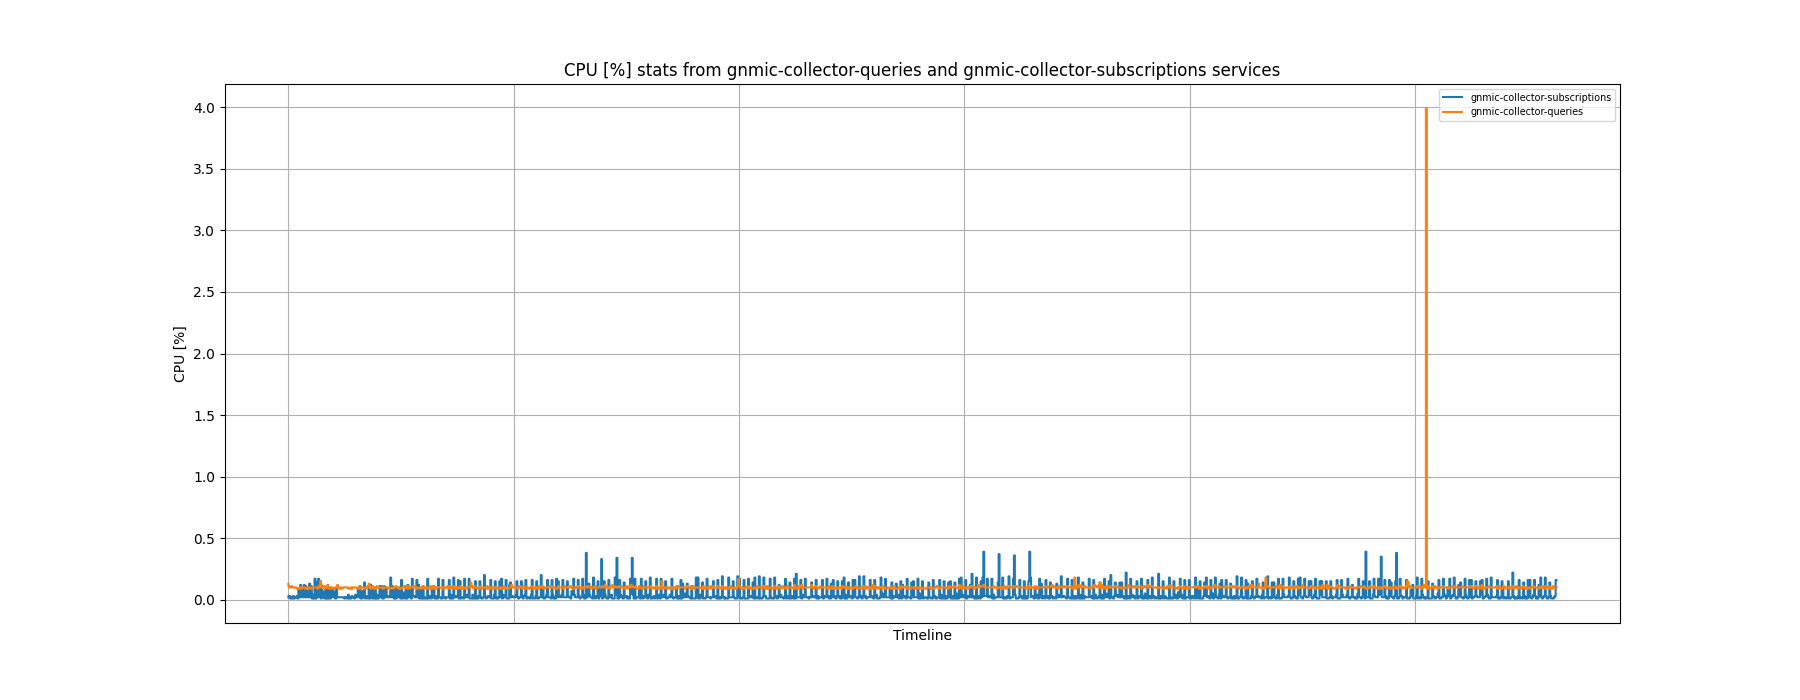 CPU [%] stats from gnmic-collector-queries and gnmic-collector-subscriptions services
gnmic-collector-subscriptions
gnmic-collector-queries
4.0
3.5
3.0
2.5
2.0
1.5
1.0
0.5
0.0
CPU [%]
Timeline